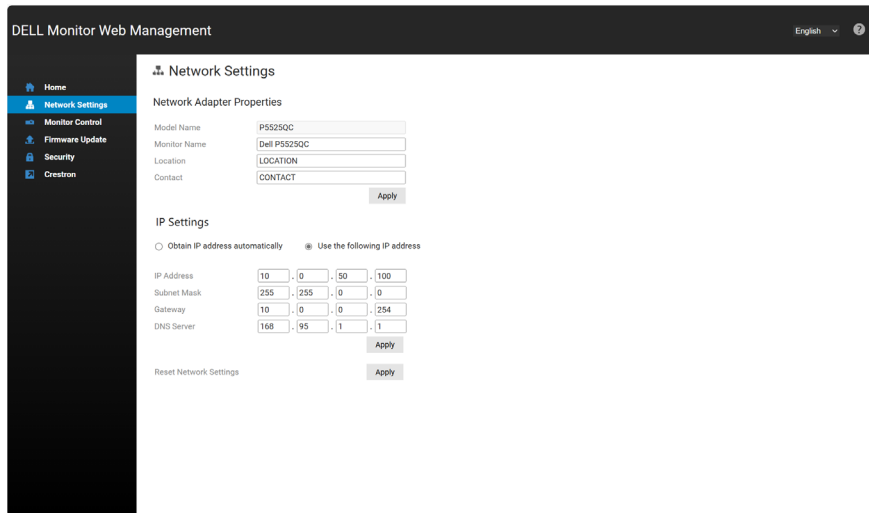 DELL Monitor Web Management
English
?
Home
Network Settings
Monitor Control
Firmware Update
Security
Crestron
Network Settings
Network Adapter Properties
Model Name P5525QC
Monitor Name Dell P5525QC
Location LOCATION
Contact CONTACT
Apply
IP Settings
Obtain IP address automatically Use the following IP address
IP Address 10 . 0 . 50 . 100
Subnet Mask 255 . 255 . 0 . 0
Gateway 10 . 0 . 0 . 254
DNS Server 168 . 95 . 1 . 1
Apply
Reset Network Settings Apply